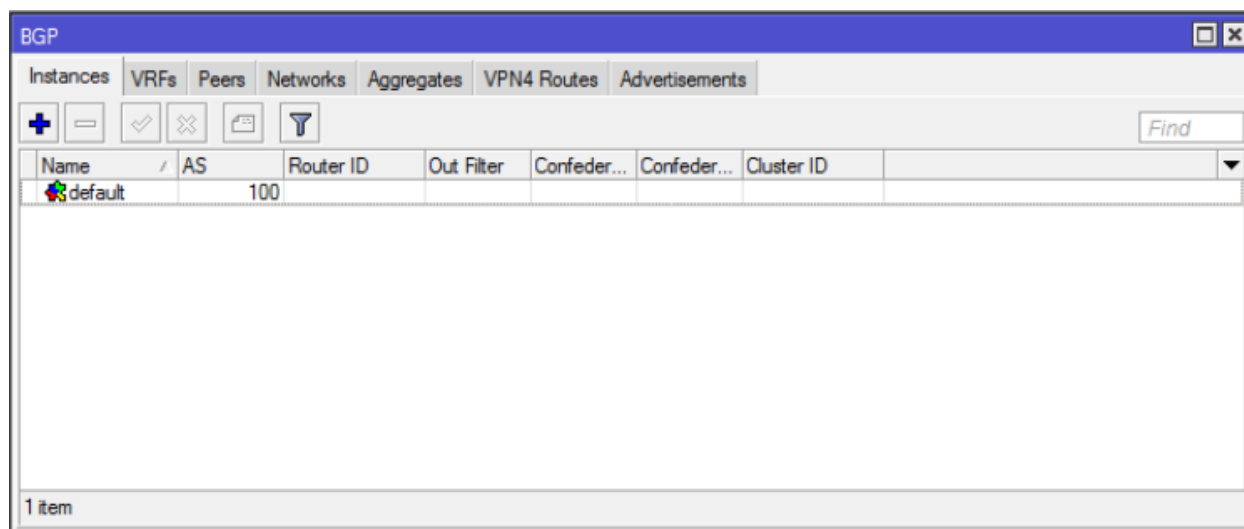 BGP
Instances VRFs Peers Networks Aggregates VPN4 Routes Advertisements
Find
Name AS Router ID Out Filter Confeder... Confeder... Cluster ID
default 100
1 item